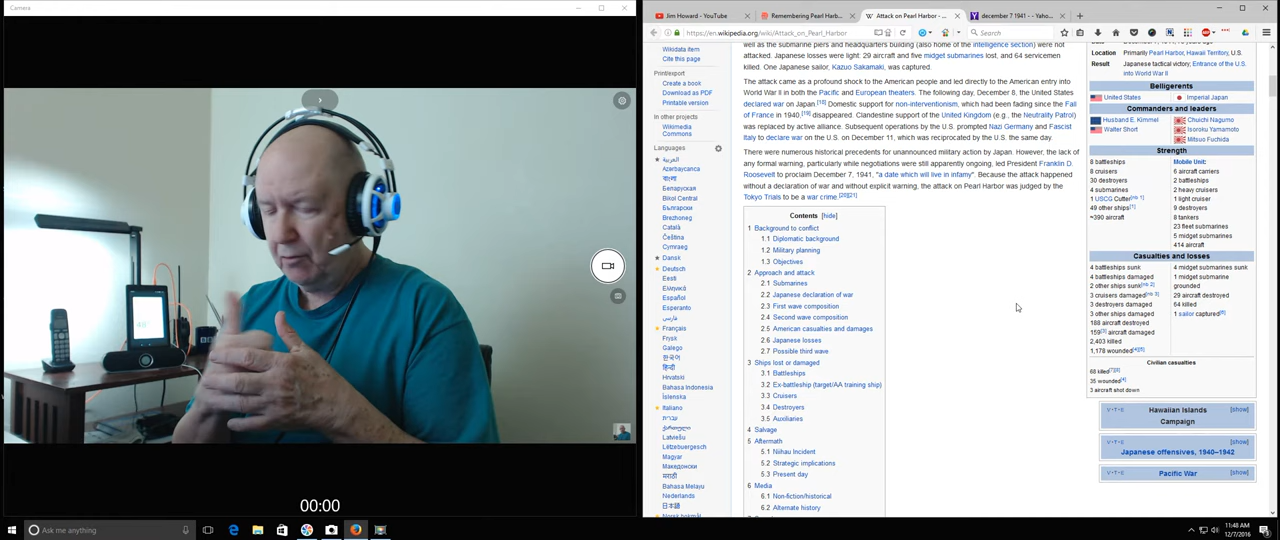 Camera
00:00
Jim Howard - YouTube
Remembering Pearl Harb...
Attack on Pearl Harbor - ...
december 7 1941 - - Yaho...
https://en.wikipedia.org/wiki/Attack_on_Pearl_Harbor
Search
Wikidata item
Cite this page
Print/export
Create a book
Download as PDF
Printable version
In other projects
Wikimedia
Commons
Languages
العربية
Azərbaycanca
বাংলা
Беларуская
Bikol Central
Български
Brezhoneg
Català
Čeština
Cymraeg
Dansk
Deutsch
Eesti
Ελληνικά
Español
Esperanto
فارسی
Français
Frysk
Galego
한국어
हिन्दी
Hrvatski
Bahasa Indonesia
Íslenska
Italiano
עברית
ქართული
Latviešu
Lëtzebuergesch
Magyar
Македонски
मराठी
Bahasa Melayu
Nederlands
日本語
Norsk bokmål
well as the submarine piers and headquarters building (also home of the intelligence section) were not
attacked. Japanese losses were light: 29 aircraft and five midget submarines lost, and 64 servicemen
killed. One Japanese sailor, Kazuo Sakamaki, was captured.
The attack came as a profound shock to the American people and led directly to the American entry into
World War II in both the Pacific and European theaters. The following day, December 8, the United States
declared war on Japan.[18] Domestic support for non-interventionism, which had been fading since the Fall
of France in 1940,[19] disappeared. Clandestine support of the United Kingdom (e.g., the Neutrality Patrol)
was replaced by active alliance. Subsequent operations by the U.S. prompted Nazi Germany and Fascist
Italy to declare war on the U.S. on December 11, which was reciprocated by the U.S. the same day.
There were numerous historical precedents for unannounced military action by Japan. However, the lack of
any formal warning, particularly while negotiations were still apparently ongoing, led President Franklin D.
Roosevelt to proclaim December 7, 1941, "a date which will live in infamy". Because the attack happened
without a declaration of war and without explicit warning, the attack on Pearl Harbor was judged by the
Tokyo Trials to be a war crime.[20][21]
Contents [hide]
1 Background to conflict
1.1 Diplomatic background
1.2 Military planning
1.3 Objectives
2 Approach and attack
2.1 Submarines
2.2 Japanese declaration of war
2.3 First wave composition
2.4 Second wave composition
2.5 American casualties and damages
2.6 Japanese losses
2.7 Possible third wave
3 Ships lost or damaged
3.1 Battleships
3.2 Ex-battleship (target/AA training ship)
3.3 Cruisers
3.4 Destroyers
3.5 Auxiliaries
4 Salvage
5 Aftermath
5.1 Niihau Incident
5.2 Strategic implications
5.3 Present day
6 Media
6.1 Non-fiction/historical
6.2 Alternate history
Location Primarily Pearl Harbor, Hawaii Territory, U.S.
Result Japanese tactical victory; Entrance of the U.S.
into World War II
Belligerents
United States Imperial Japan
Commanders and leaders
Husband E. Kimmel Chuichi Nagumo
Walter Short Isoroku Yamamoto
Mitsuo Fuchida
Strength
8 battleships Mobile Unit:
8 cruisers 6 aircraft carriers
30 destroyers 2 battleships
4 submarines 2 heavy cruisers
1 USCG Cutter[nb 1] 1 light cruiser
49 other ships[1] 9 destroyers
~390 aircraft 8 tankers
23 fleet submarines
5 midget submarines
414 aircraft
Casualties and losses
4 battleships sunk 4 midget submarines sunk
4 battleships damaged 1 midget submarine
2 other ships sunk[nb 2] grounded
3 cruisers damaged[nb 3] 29 aircraft destroyed
3 destroyers damaged 64 killed
3 other ships damaged 1 sailor captured[6]
188 aircraft destroyed
159[3] aircraft damaged
2,403 killed
1,178 wounded[4][5]
Civilian casualties
68 killed[7][8]
35 wounded[4]
3 aircraft shot down
V·T·E Hawaiian Islands [show]
Campaign
V·T·E [show]
Japanese offensives, 1940–1942
V·T·E Pacific War [show]
Ask me anything
11:48 AM
12/7/2016